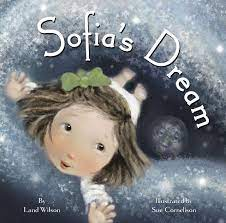 Sofia's Dream
By
Land Wilson
Illustrated by
Sue Cornelison